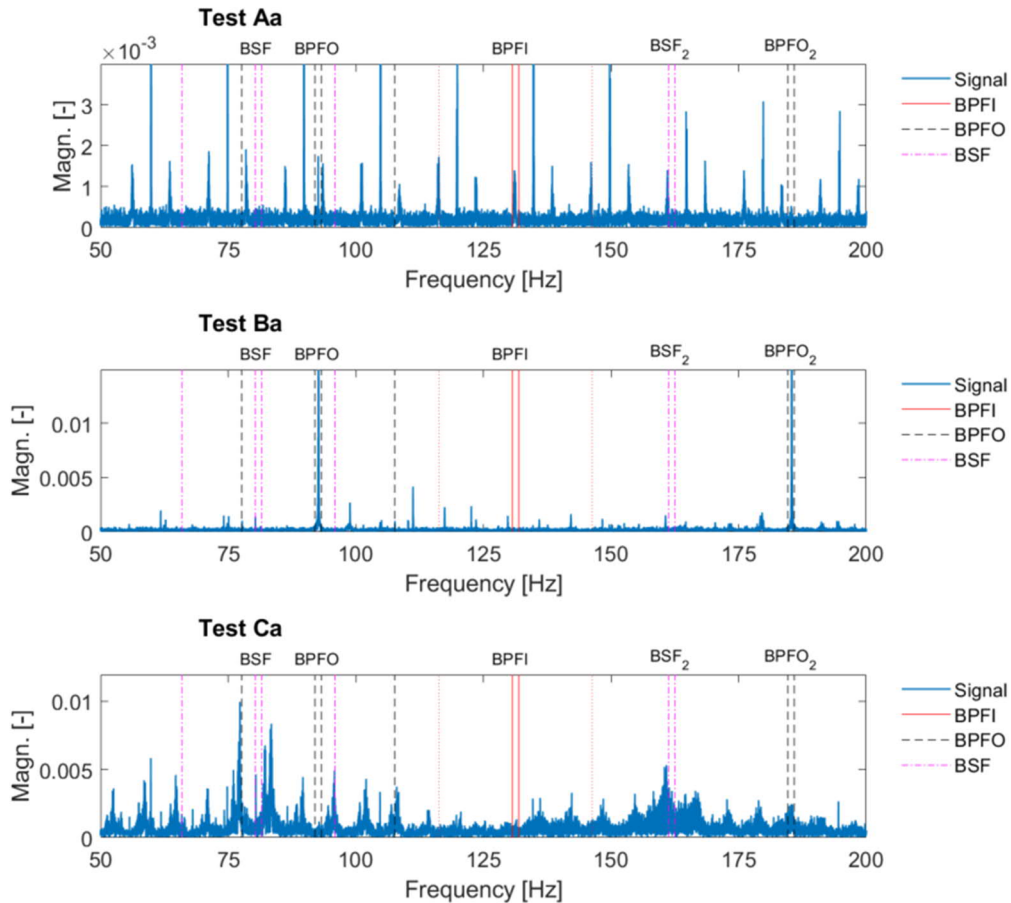 Test Aa
×10⁻³
BSF BPFO BPFI BSF₂ BPFO₂
3
2
1
0
Magn. [-]
50 75 100 125 150 175 200
Frequency [Hz]
Signal
BPFI
BPFO
BSF
Test Ba
BSF BPFO BPFI BSF₂ BPFO₂
0.01
0.005
0
Magn. [-]
50 75 100 125 150 175 200
Frequency [Hz]
Signal
BPFI
BPFO
BSF
Test Ca
BSF BPFO BPFI BSF₂ BPFO₂
0.01
0.005
0
Magn. [-]
50 75 100 125 150 175 200
Frequency [Hz]
Signal
BPFI
BPFO
BSF